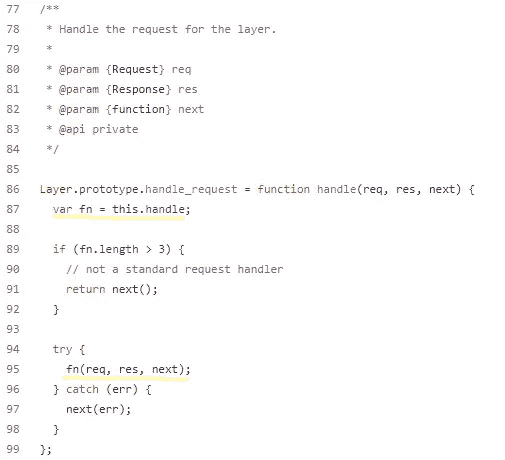 77 /**
78  * Handle the request for the layer.
79  *
80  * @param {Request} req
81  * @param {Response} res
82  * @param {function} next
83  * @api private
84  */
85
86 Layer.prototype.handle_request = function handle(req, res, next) {
87   var fn = this.handle;
88
89   if (fn.length > 3) {
90     // not a standard request handler
91     return next();
92   }
93
94   try {
95     fn(req, res, next);
96   } catch (err) {
97     next(err);
98   }
99 };